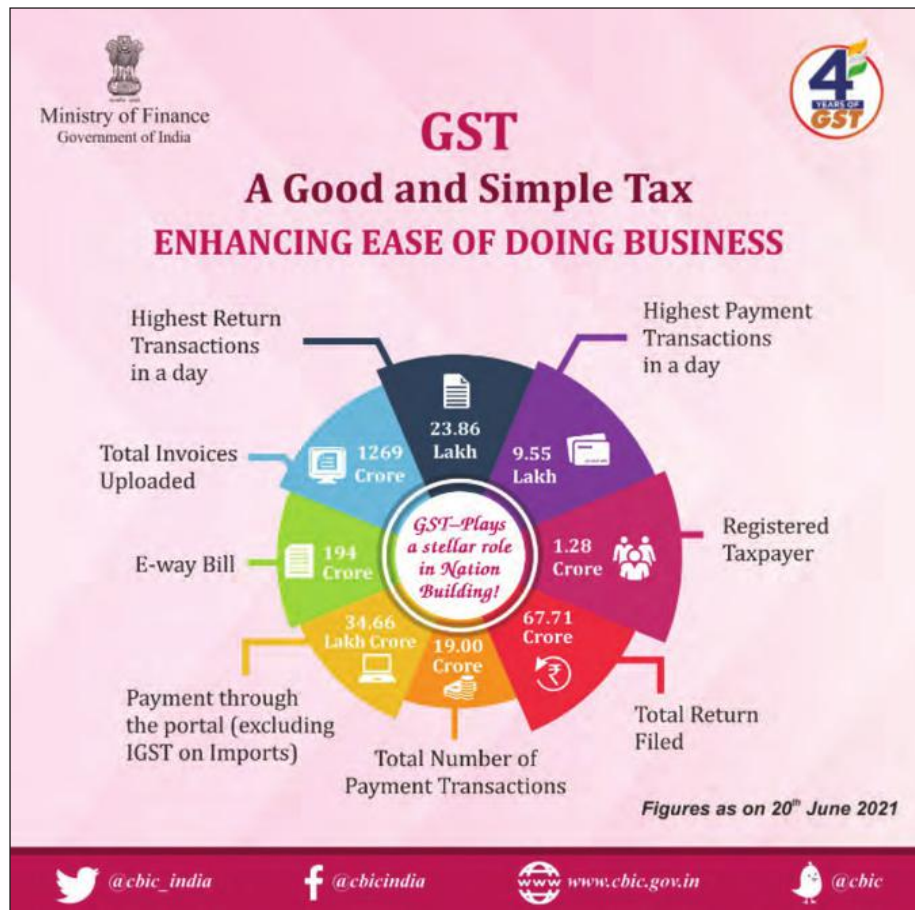 Ministry of Finance
Government of India
4
YEARS OF
GST
GST
A Good and Simple Tax
ENHANCING EASE OF DOING BUSINESS
Highest Return
Transactions
in a day
23.86
Lakh
Highest Payment
Transactions
in a day
9.55
Lakh
Total Invoices
Uploaded
1269
Crore
Registered
Taxpayer
1.28
Crore
GST–Plays
a stellar role
in Nation
Building!
E-way Bill
194
Crore
34.66
Lakh Crore
Payment through
the portal (excluding
IGST on Imports)
19.00
Crore
Total Number of
Payment Transactions
67.71
Crore
₹
Total Return
Filed
Figures as on 20th June 2021
@cbic_india
f @cbicindia
www www.cbic.gov.in
@cbic